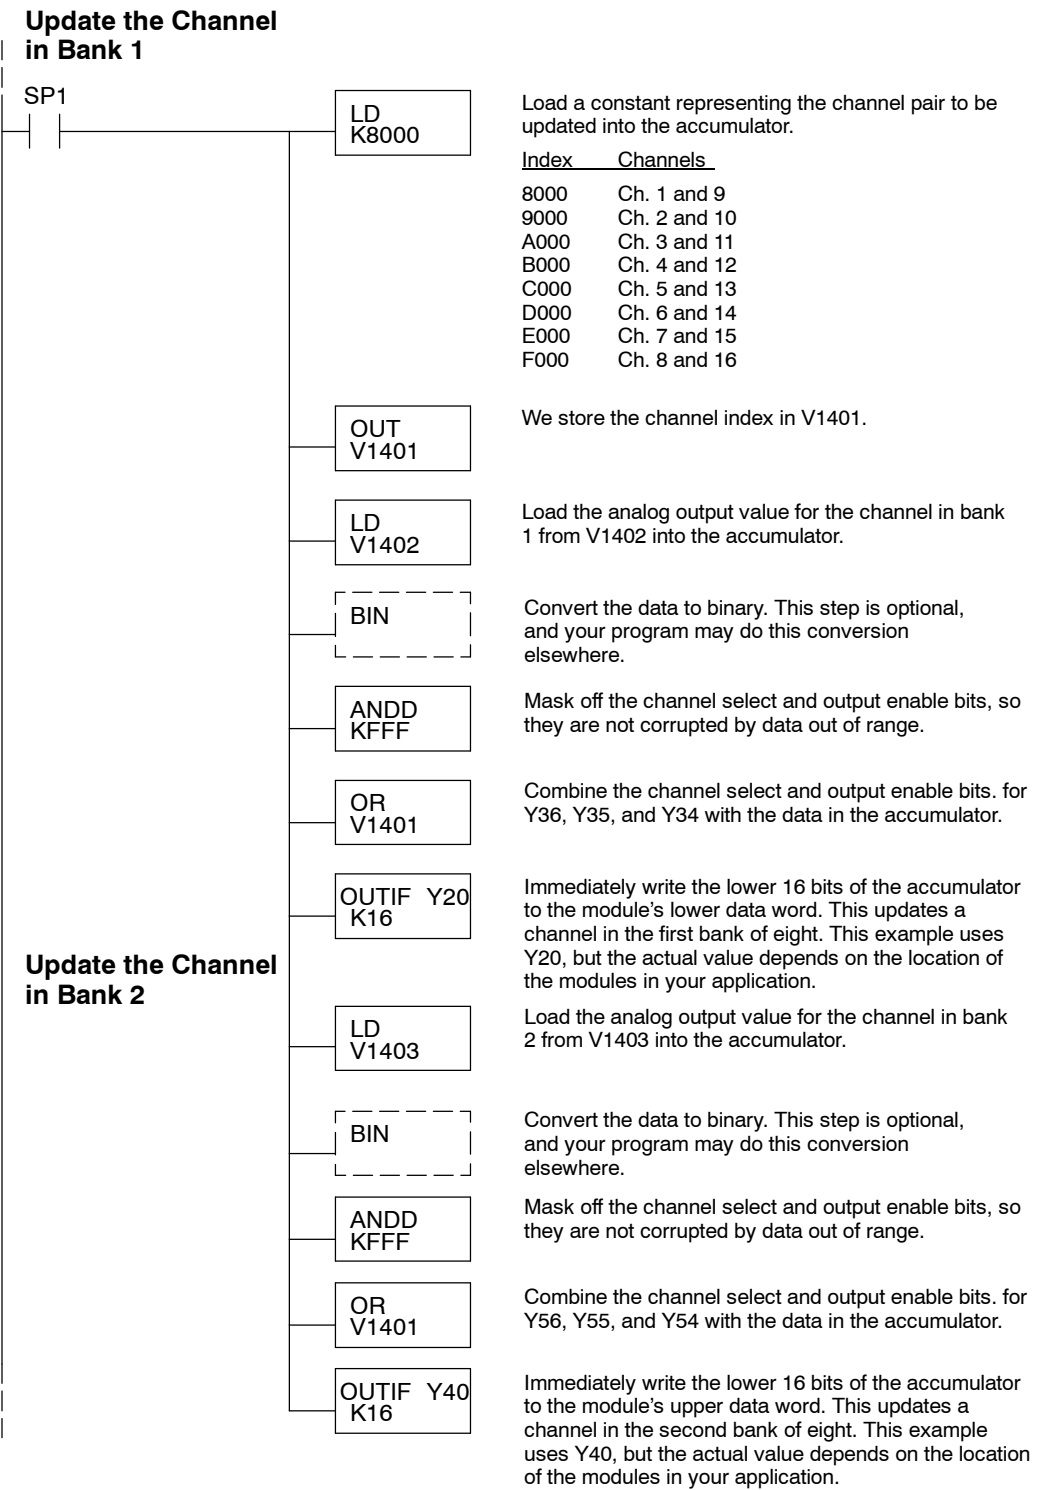 Update the Channel
in Bank 1
SP1
LD
K8000
Load a constant representing the channel pair to be
updated into the accumulator.
Index Channels
8000 Ch. 1 and 9
9000 Ch. 2 and 10
A000 Ch. 3 and 11
B000 Ch. 4 and 12
C000 Ch. 5 and 13
D000 Ch. 6 and 14
E000 Ch. 7 and 15
F000 Ch. 8 and 16
OUT
V1401
We store the channel index in V1401.
LD
V1402
Load the analog output value for the channel in bank
1 from V1402 into the accumulator.
BIN
Convert the data to binary. This step is optional,
and your program may do this conversion
elsewhere.
ANDD
KFFF
Mask off the channel select and output enable bits, so
they are not corrupted by data out of range.
OR
V1401
Combine the channel select and output enable bits. for
Y36, Y35, and Y34 with the data in the accumulator.
OUTIF Y20
K16
Immediately write the lower 16 bits of the accumulator
to the module's lower data word. This updates a
channel in the first bank of eight. This example uses
Y20, but the actual value depends on the location of
the modules in your application.
Update the Channel
in Bank 2
LD
V1403
Load the analog output value for the channel in bank
2 from V1403 into the accumulator.
BIN
Convert the data to binary. This step is optional,
and your program may do this conversion
elsewhere.
ANDD
KFFF
Mask off the channel select and output enable bits, so
they are not corrupted by data out of range.
OR
V1401
Combine the channel select and output enable bits. for
Y56, Y55, and Y54 with the data in the accumulator.
OUTIF Y40
K16
Immediately write the lower 16 bits of the accumulator
to the module's upper data word. This updates a
channel in the second bank of eight. This example
uses Y40, but the actual value depends on the location
of the modules in your application.